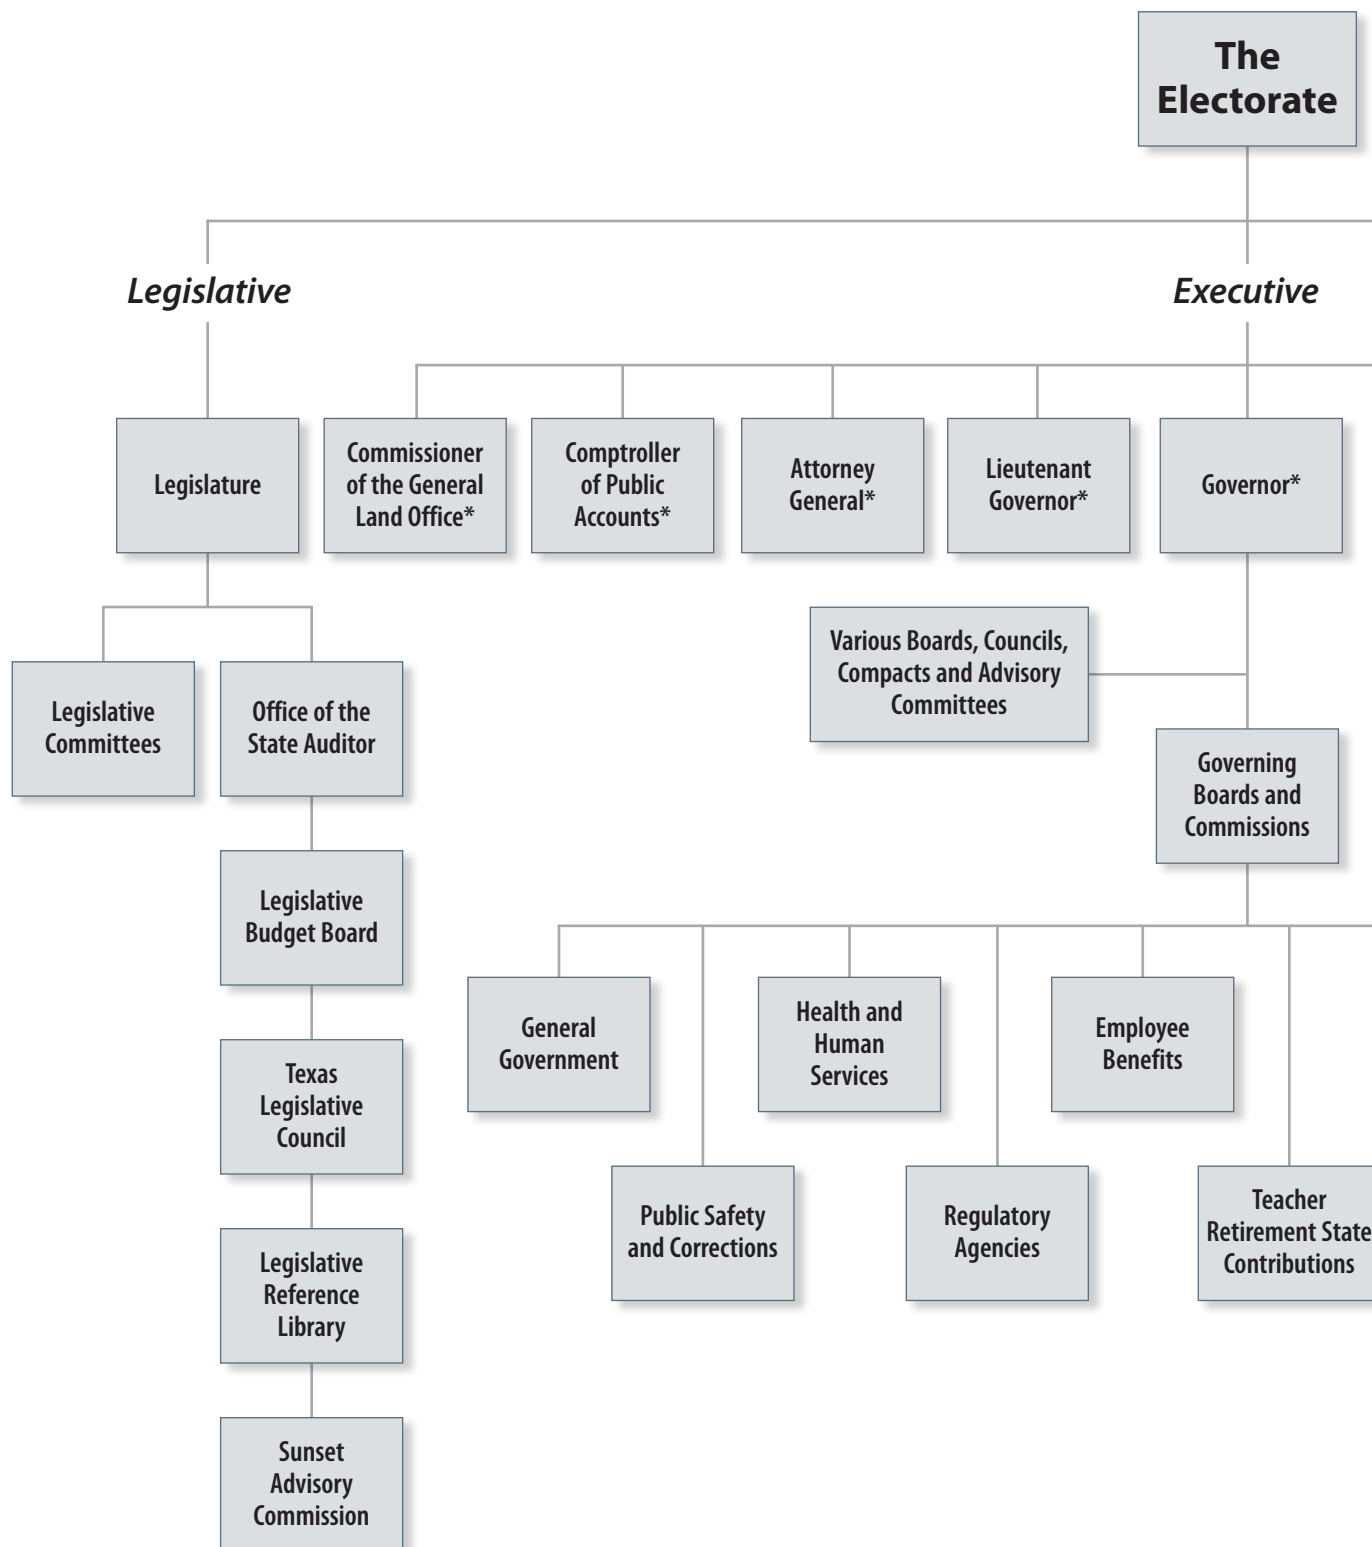 The
Electorate
Legislative
Executive
Legislature
Commissioner
of the General
Land Office*
Comptroller
of Public
Accounts*
Attorney
General*
Lieutenant
Governor*
Governor*
Various Boards, Councils,
Compacts and Advisory
Committees
Legislative
Committees
Office of the
State Auditor
Governing
Boards and
Commissions
Legislative
Budget Board
General
Government
Health and
Human
Services
Employee
Benefits
Texas
Legislative
Council
Public Safety
and Corrections
Regulatory
Agencies
Teacher
Retirement State
Contributions
Legislative
Reference
Library
Sunset
Advisory
Commission